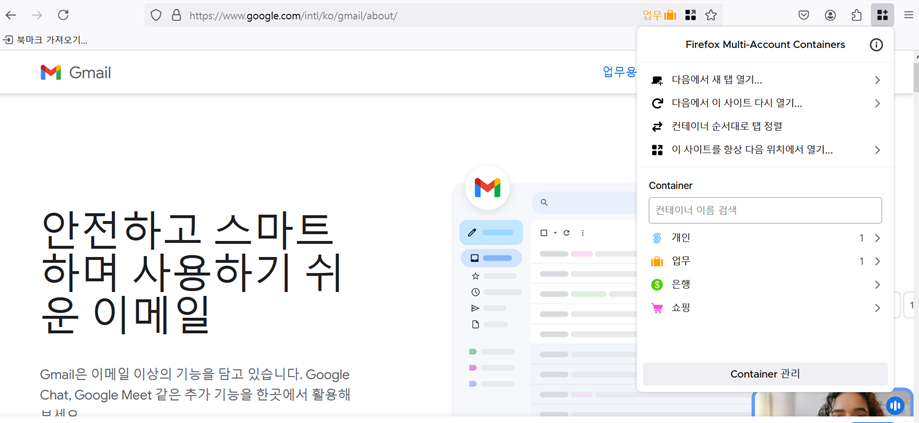 https://www.google.com/intl/ko/gmail/about/
업무
북마크 가져오기...
Gmail
업무용
안전하고 스마트
하며 사용하기 쉬
운 이메일
Gmail은 이메일 이상의 기능을 담고 있습니다. Google
Chat, Google Meet 같은 추가 기능을 한곳에서 활용해
보세요
Firefox Multi-Account Containers
다음에서 새 탭 열기...
다음에서 이 사이트 다시 열기...
컨테이너 순서대로 탭 정렬
이 사이트를 항상 다음 위치에서 열기...
Container
컨테이너 이름 검색
개인 1
업무 1
은행
쇼핑
Container 관리